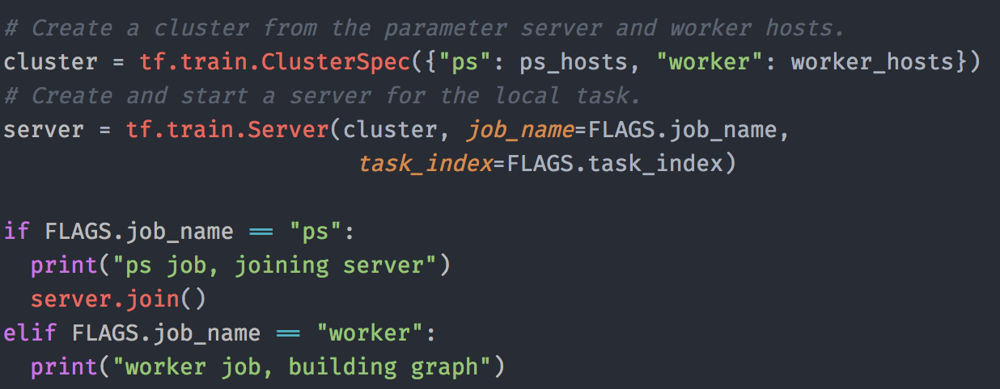 # Create a cluster from the parameter server and worker hosts.
cluster = tf.train.ClusterSpec({"ps": ps_hosts, "worker": worker_hosts})
# Create and start a server for the local task.
server = tf.train.Server(cluster, job_name=FLAGS.job_name,
                          task_index=FLAGS.task_index)

if FLAGS.job_name == "ps":
  print("ps job, joining server")
  server.join()
elif FLAGS.job_name == "worker":
  print("worker job, building graph")